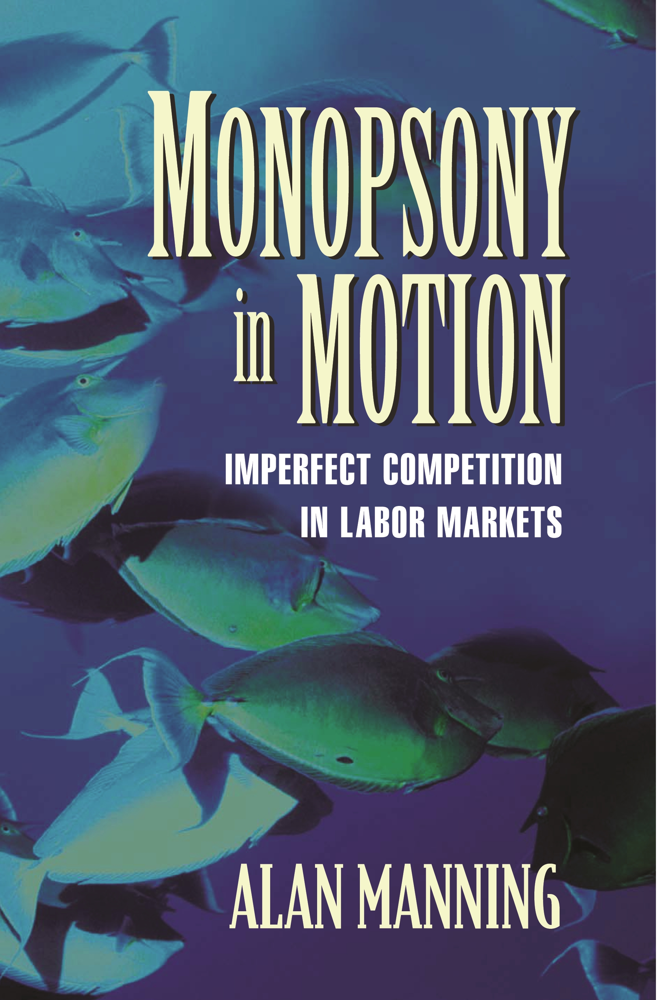 MONOPSONY
in MOTION
IMPERFECT COMPETITION
IN LABOR MARKETS
ALAN MANNING